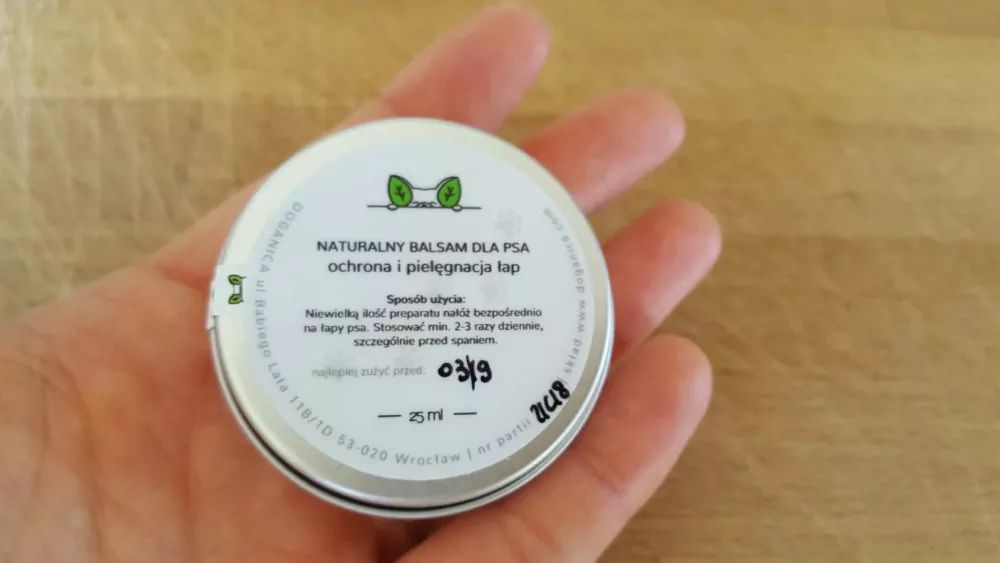 NATURALNY BALSAM DLA PSA
ochrona i pielęgnacja łap
Sposób użycia:
Niewielką ilość preparatu nałóż bezpośrednio
na łapy psa. Stosować min. 2-3 razy dziennie,
szczególnie przed spaniem.
najlepiej zużyć przed: 03/19
25 ml
DOGANICA ul Babiego Lata 11B/1D 53-020 Wrocław | nr partii
skład www.doganica.com